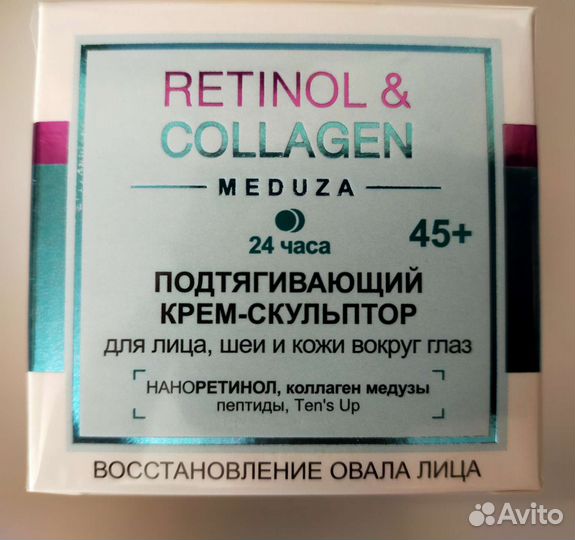 RETINOL &
COLLAGEN
MEDUZA
24 часа
45+
ПОДТЯГИВАЮЩИЙ
КРЕМ-СКУЛЬПТОР
для лица, шеи и кожи вокруг глаз
НАНОРЕТИНОЛ, коллаген медузы
пептиды, Ten's Up
ВОССТАНОВЛЕНИЕ ОВАЛА ЛИЦА
Avito